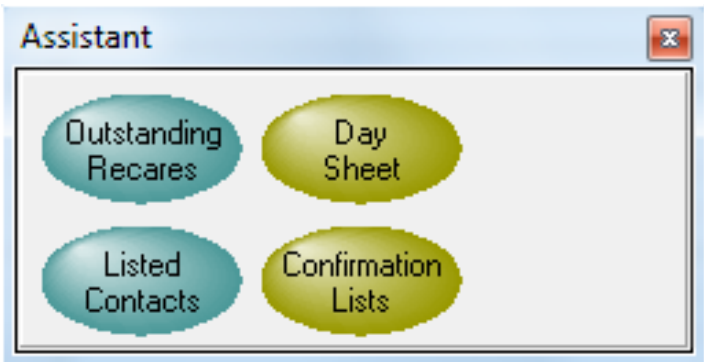 Assistant
Outstanding
Recares
Day
Sheet
Listed
Contacts
Confirmation
Lists